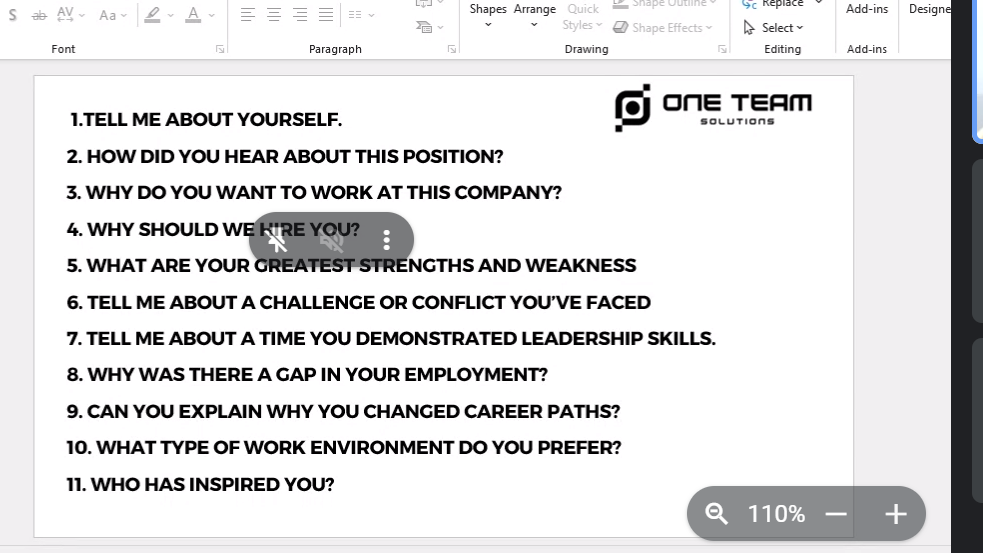 S ab AV Aa A
Font
Paragraph
Shapes Arrange Quick Styles Shape Outline
Shape Effects
Drawing
Replace
Select
Editing
Add-ins
Add-ins
Designe
ONE TEAM
SOLUTIONS
1.TELL ME ABOUT YOURSELF.
2. HOW DID YOU HEAR ABOUT THIS POSITION?
3. WHY DO YOU WANT TO WORK AT THIS COMPANY?
4. WHY SHOULD WE HIRE YOU?
5. WHAT ARE YOUR GREATEST STRENGTHS AND WEAKNESS
6. TELL ME ABOUT A CHALLENGE OR CONFLICT YOU’VE FACED
7. TELL ME ABOUT A TIME YOU DEMONSTRATED LEADERSHIP SKILLS.
8. WHY WAS THERE A GAP IN YOUR EMPLOYMENT?
9. CAN YOU EXPLAIN WHY YOU CHANGED CAREER PATHS?
10. WHAT TYPE OF WORK ENVIRONMENT DO YOU PREFER?
11. WHO HAS INSPIRED YOU?
110%